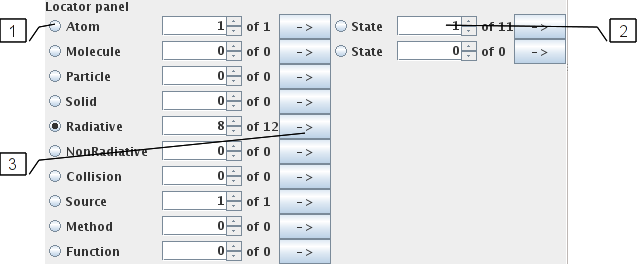 Locator panel
1 Atom 1 of 1 -> State 1 of 11 -> 2
Molecule 0 of 0 -> State 0 of 0 ->
Particle 0 of 0 ->
Solid 0 of 0 ->
Radiative 8 of 12 ->
3 NonRadiative 0 of 0 ->
Collision 0 of 0 ->
Source 1 of 1 ->
Method 0 of 0 ->
Function 0 of 0 ->